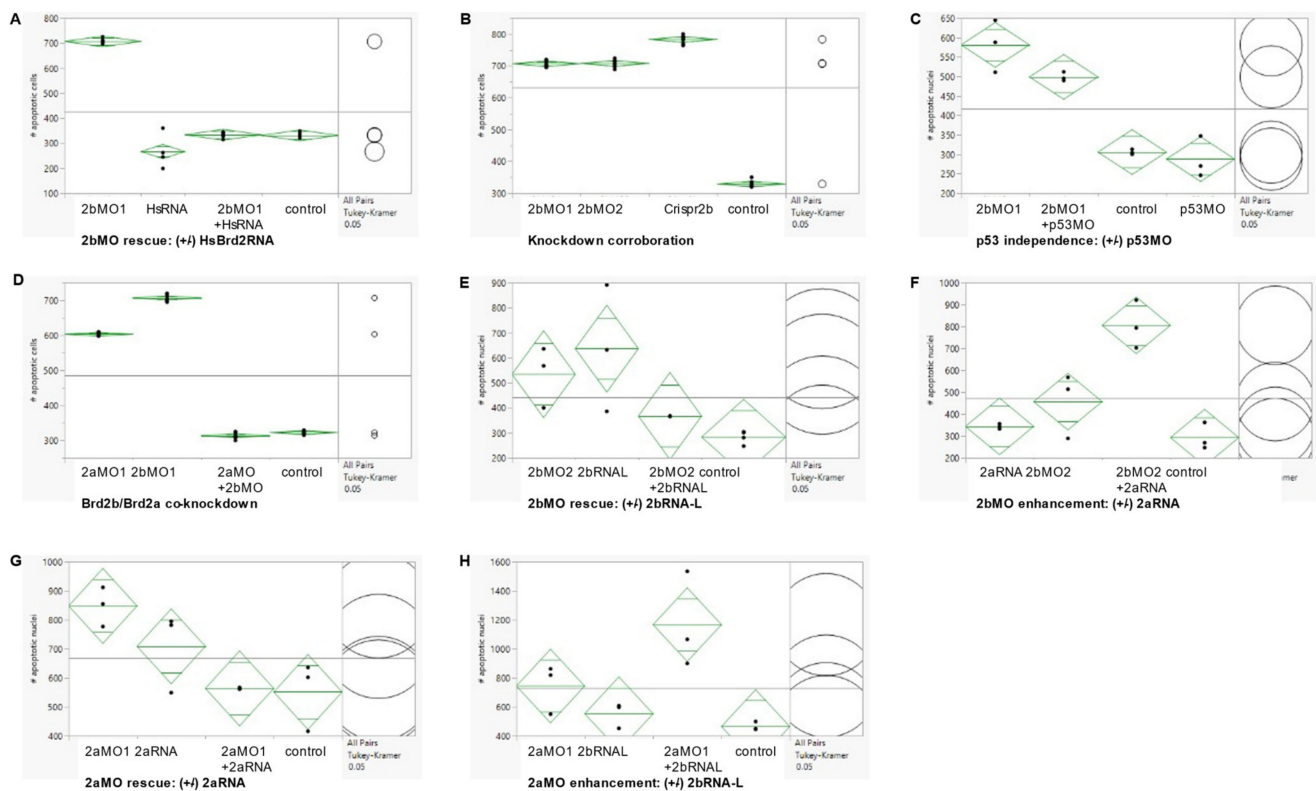 A
# apoptotic cells
800
700
600
500
400
300
200
100
2bMO1 HsRNA 2bMO1 control
+HsRNA
All Pairs
Tukey-Kramer
0.05
2bMO rescue: (+/-) HsBrd2RNA
B
# apoptotic cells
800
700
600
500
400
300
2bMO1 2bMO2 Crispr2b control
All Pairs
Tukey-Kramer
0.05
Knockdown corroboration
C
# apoptotic nuclei
650
600
550
500
450
400
350
300
250
200
2bMO1 2bMO1 control p53MO
+p53MO
All Pairs
Tukey-Kramer
0.05
p53 independence: (+/-) p53MO
D
# apoptotic cells
700
600
500
400
300
2aMO1 2bMO1 2aMO control
+2bMO
All Pairs
Tukey-Kramer
0.05
Brd2b/Brd2a co-knockdown
E
# apoptotic nuclei
900
800
700
600
500
400
300
200
2bMO2 2bRNAL 2bMO2 control
+2bRNAL
All Pairs
Tukey-Kramer
0.05
2bMO rescue: (+/-) 2bRNA-L
F
# apoptotic nuclei
1000
900
800
700
600
500
400
300
200
2aRNA 2bMO2 2bMO2 control
+2aRNA
All Pairs
0.05
2bMO enhancement: (+/-) 2aRNA
G
# apoptotic nuclei
1000
900
800
700
600
500
400
2aMO1 2aRNA 2aMO1 control
+2aRNA
All Pairs
Tukey-Kramer
0.05
2aMO rescue: (+/-) 2aRNA
H
# apoptotic nuclei
1600
1400
1200
1000
800
600
400
2aMO1 2bRNAL 2aMO1 control
+2bRNAL
All Pairs
Tukey-Kramer
0.05
2aMO enhancement: (+/-) 2bRNA-L